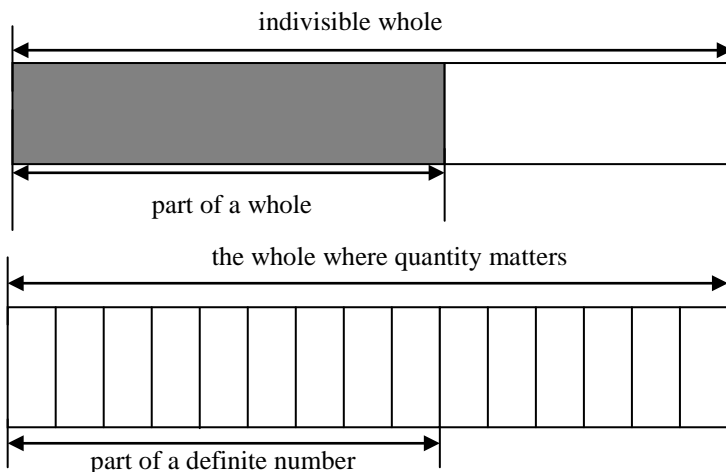 indivisible whole
part of a whole
the whole where quantity matters
part of a definite number